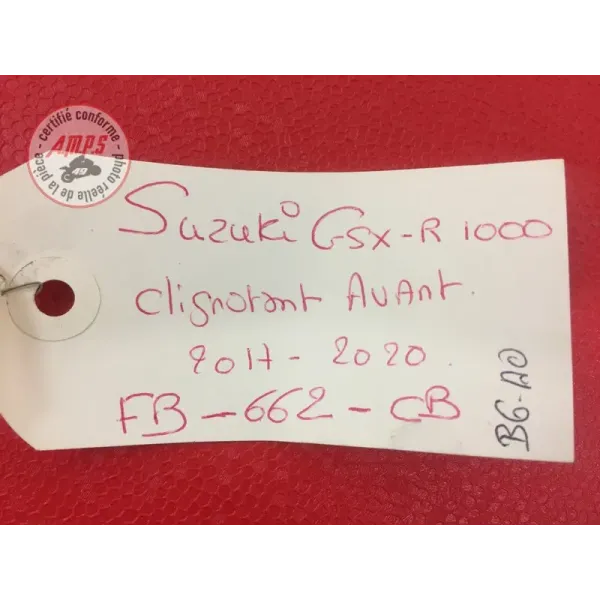 certifié conforme - photo réelle de la pièce -
A.M.P.S
49
Suzuki GSX-R 1000
clignotant AVAnt.
2017-2020.
FB-662-CB
B6-A0